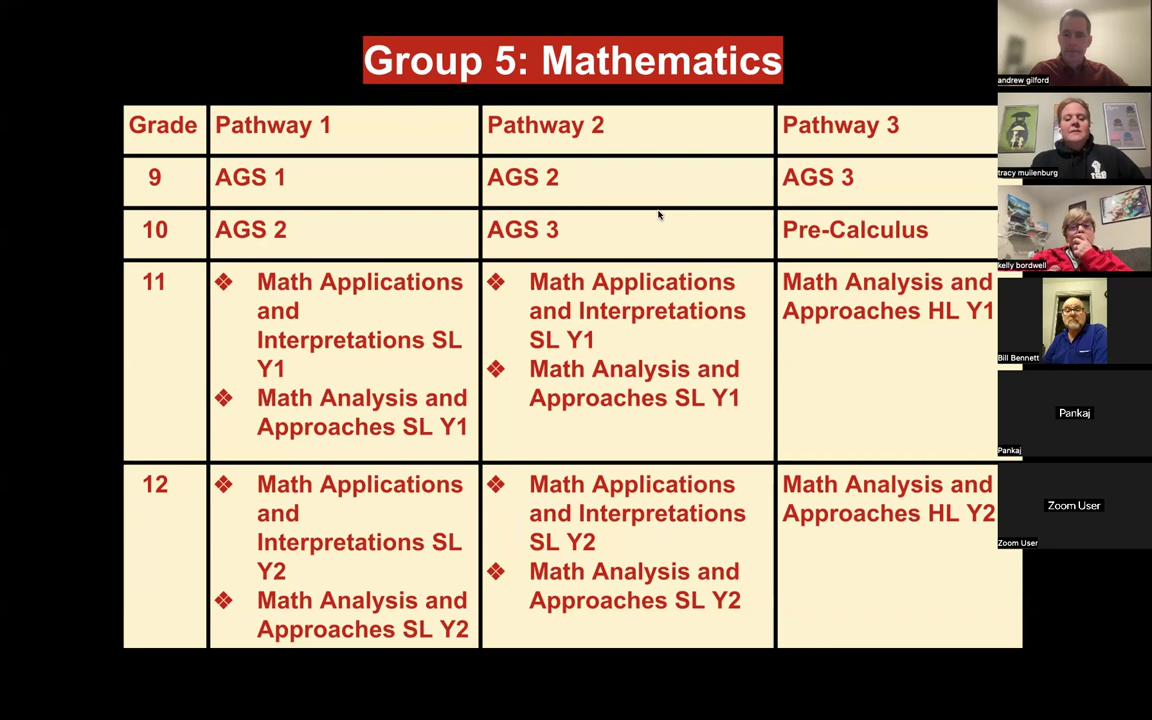 Group 5: Mathematics
Grade
Pathway 1
Pathway 2
Pathway 3
9
AGS 1
AGS 2
AGS 3
10
AGS 2
AGS 3
Pre-Calculus
11
❖ Math Applications
and
Interpretations SL
Y1
❖ Math Analysis and
Approaches SL Y1
❖ Math Applications
and Interpretations
SL Y1
❖ Math Analysis and
Approaches SL Y1
Math Analysis and
Approaches HL Y1
12
❖ Math Applications
and
Interpretations SL
Y2
❖ Math Analysis and
Approaches SL Y2
❖ Math Applications
and Interpretations
SL Y2
❖ Math Analysis and
Approaches SL Y2
Math Analysis and
Approaches HL Y2
andrew gilford
tracy muilenburg
kelly bordwell
Bill Bennett
Pankaj
Pankaj
Zoom User
Zoom User